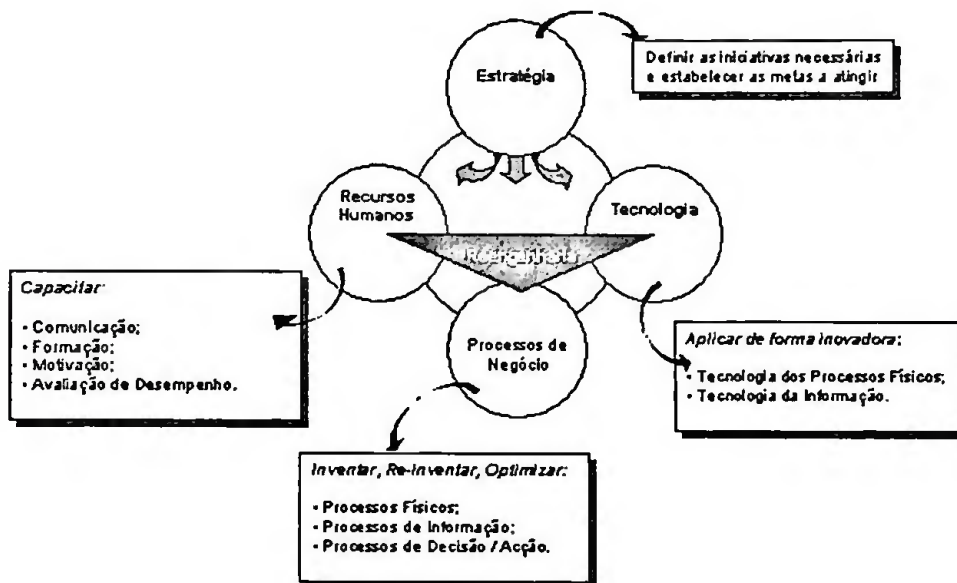 Estratégia
Definir as iniciativas necessárias
e estabelecer as metas a atingir
Recursos
Humanos
Tecnologia
Reengenharia
Processos de
Negócio
Capacitar:
• Comunicação;
• Formação;
• Motivação;
• Avaliação de Desempenho.
Aplicar de forma inovadora:
• Tecnologia dos Processos Físicos;
• Tecnologia da Informação.
Inventar, Re-Inventar, Optimizar:
• Processos Físicos;
• Processos de Informação;
• Processos de Decisão / Acção.